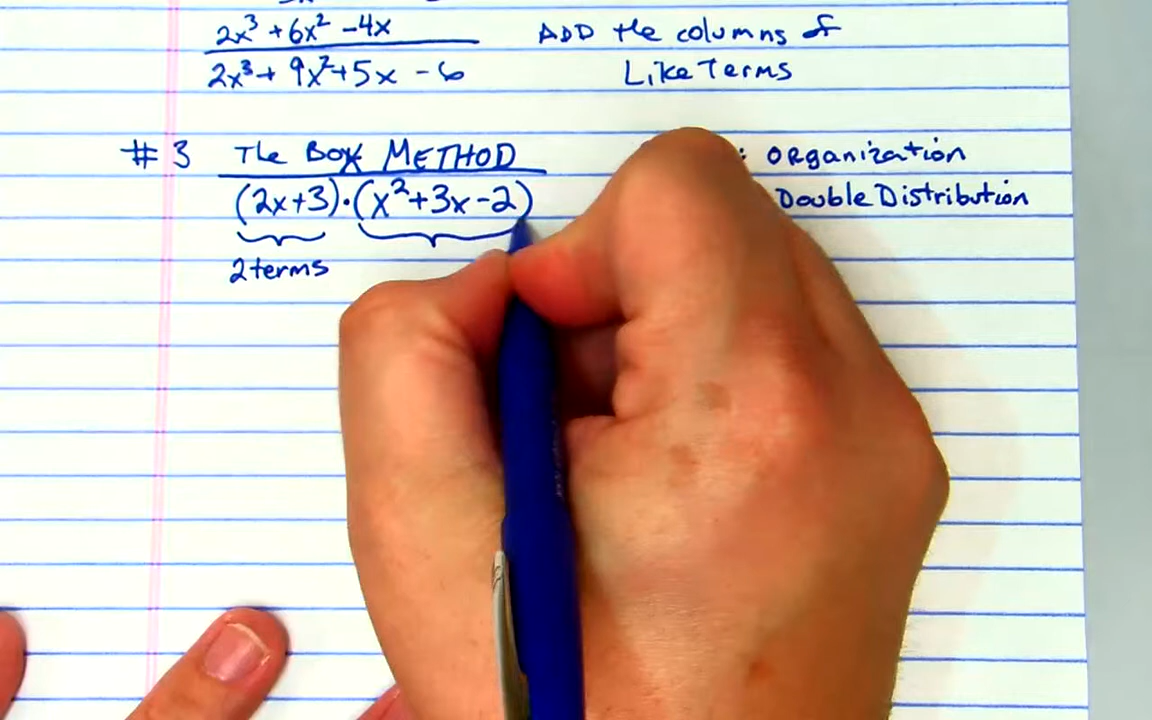 2x³ +6x² -4x ADD the columns of
2x³+ 9x²+5x -6 Like Terms
#3 The Box METHOD : Organization
(2x+3)·(x²+3x-2) Double Distribution
2terms